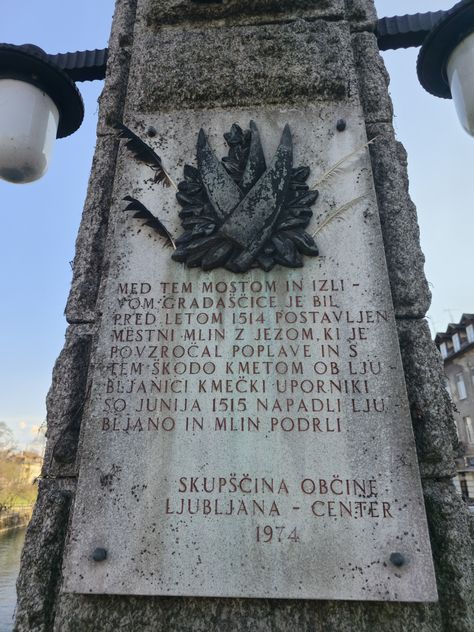 MED TEM MOSTOM IN IZLI-
VOM GRADAŠČICE JE BIL
PRED LETOM 1514 POSTAVLJEN
MESTNI MLIN Z JEZOM, KI JE
POVZROČAL POPLAVE IN S
TEM ŠKODO KMETOM OB LJU
BLJANICI KMEČKI UPORNIKI
SO JUNIJA 1515 NAPADLI LJU
BLJANO IN MLIN PODRLI
SKUPŠČINA OBČINE
LJUBLJANA - CENTER
1974